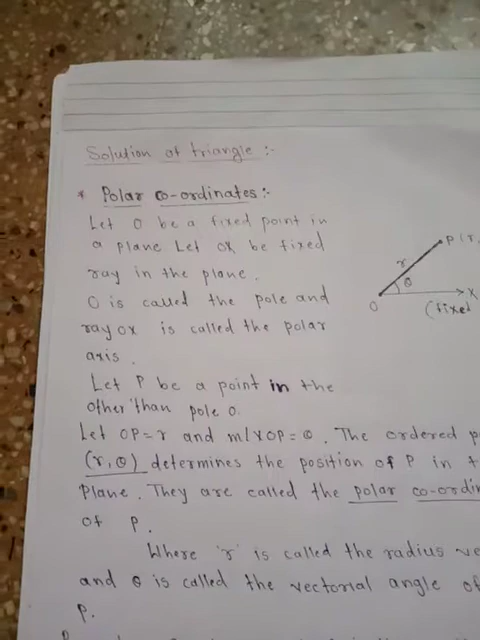 Solution of triangle :-
* Polar co-ordinates :-
Let O be a fixed point in
a plane Let OX be fixed
ray in the plane.
O is called the pole and
ray OX is called the polar
axis.
Let P be a point in the
other than pole O.
P(r,
r
θ
O
X
(fixed
Let OP=r and m∠XOP=θ. The ordered p
(r,θ) determines the position of P in t
Plane. They are called the polar co-ordin
of P.
Where 'r' is called the radius ve
and θ is called the vectorial angle of
P.